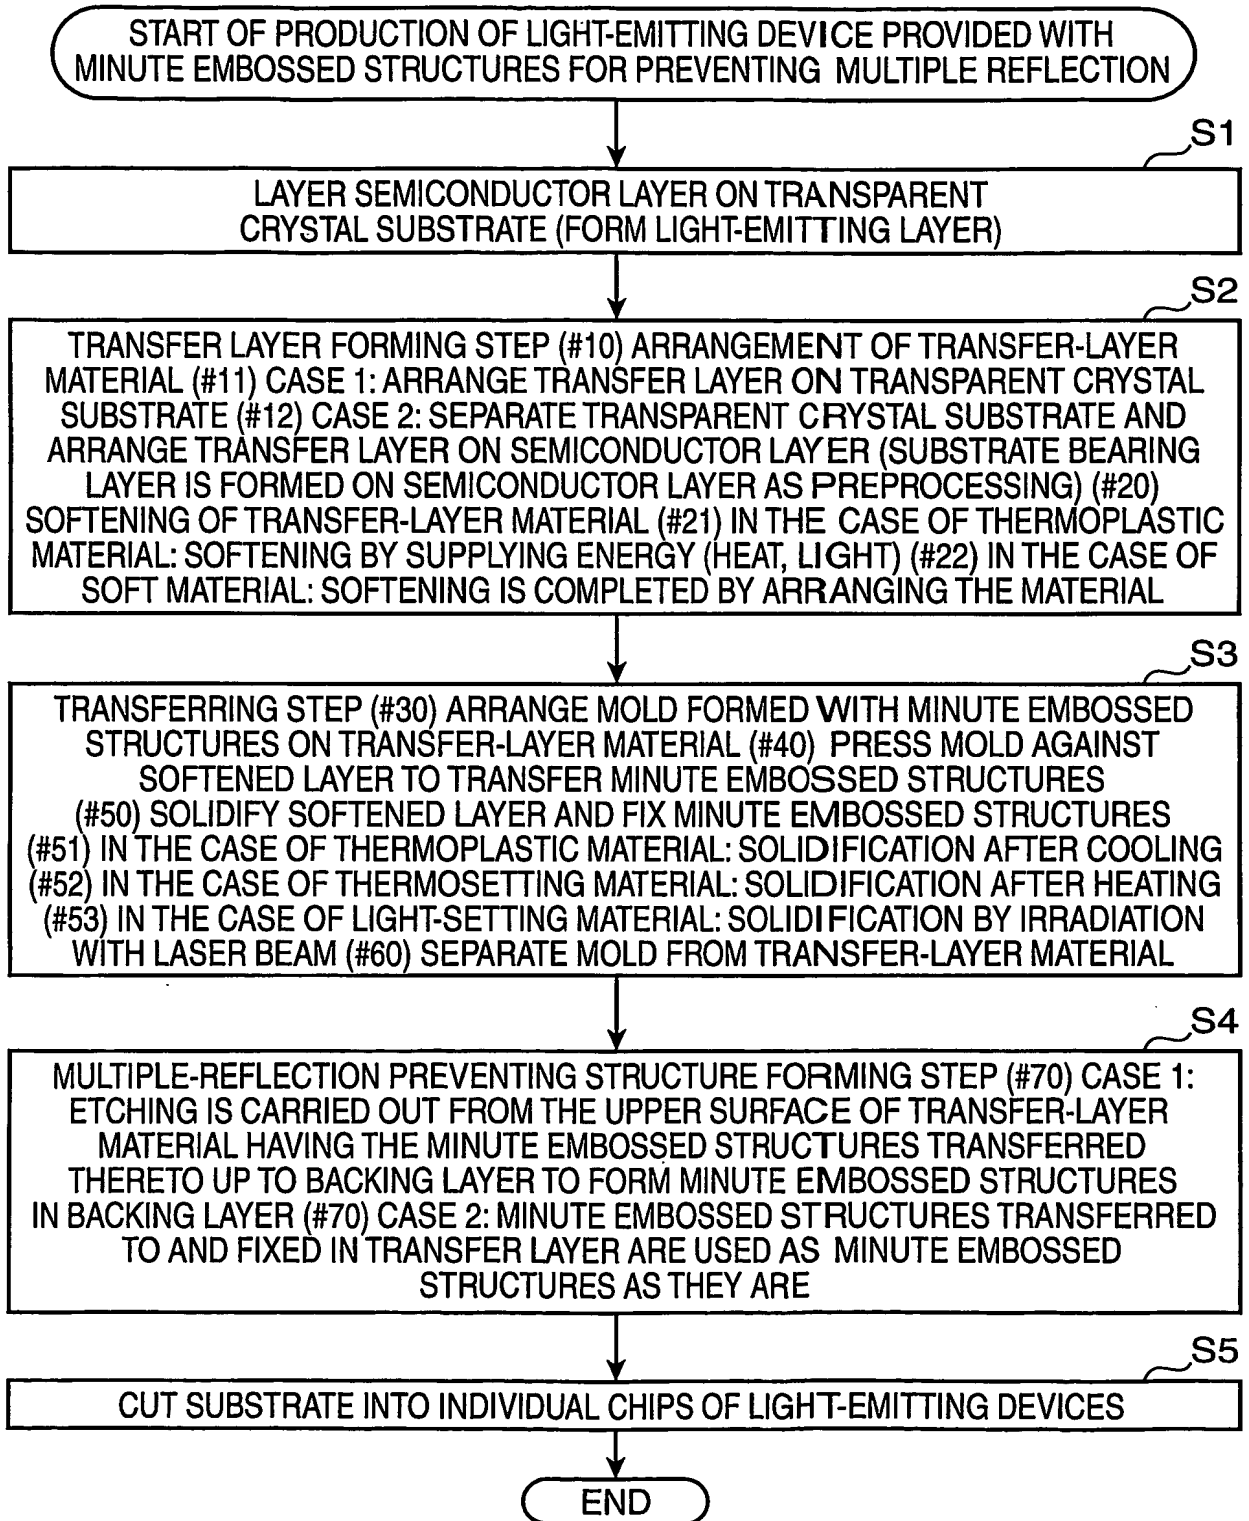 START OF PRODUCTION OF LIGHT-EMITTING DEVICE PROVIDED WITH
MINUTE EMBOSSED STRUCTURES FOR PREVENTING MULTIPLE REFLECTION
S1
LAYER SEMICONDUCTOR LAYER ON TRANSPARENT
CRYSTAL SUBSTRATE (FORM LIGHT-EMITTING LAYER)
S2
TRANSFER LAYER FORMING STEP (#10) ARRANGEMENT OF TRANSFER-LAYER
MATERIAL (#11) CASE 1: ARRANGE TRANSFER LAYER ON TRANSPARENT CRYSTAL
SUBSTRATE (#12) CASE 2: SEPARATE TRANSPARENT CRYSTAL SUBSTRATE AND
ARRANGE TRANSFER LAYER ON SEMICONDUCTOR LAYER (SUBSTRATE BEARING
LAYER IS FORMED ON SEMICONDUCTOR LAYER AS PREPROCESSING) (#20)
SOFTENING OF TRANSFER-LAYER MATERIAL (#21) IN THE CASE OF THERMOPLASTIC
MATERIAL: SOFTENING BY SUPPLYING ENERGY (HEAT, LIGHT) (#22) IN THE CASE OF
SOFT MATERIAL: SOFTENING IS COMPLETED BY ARRANGING THE MATERIAL
S3
TRANSFERRING STEP (#30) ARRANGE MOLD FORMED WITH MINUTE EMBOSSED
STRUCTURES ON TRANSFER-LAYER MATERIAL (#40) PRESS MOLD AGAINST
SOFTENED LAYER TO TRANSFER MINUTE EMBOSSED STRUCTURES
(#50) SOLIDIFY SOFTENED LAYER AND FIX MINUTE EMBOSSED STRUCTURES
(#51) IN THE CASE OF THERMOPLASTIC MATERIAL: SOLIDIFICATION AFTER COOLING
(#52) IN THE CASE OF THERMOSETTING MATERIAL: SOLIDIFICATION AFTER HEATING
(#53) IN THE CASE OF LIGHT-SETTING MATERIAL: SOLIDIFICATION BY IRRADIATION
WITH LASER BEAM (#60) SEPARATE MOLD FROM TRANSFER-LAYER MATERIAL
S4
MULTIPLE-REFLECTION PREVENTING STRUCTURE FORMING STEP (#70) CASE 1:
ETCHING IS CARRIED OUT FROM THE UPPER SURFACE OF TRANSFER-LAYER
MATERIAL HAVING THE MINUTE EMBOSSED STRUCTURES TRANSFERRED
THERETO UP TO BACKING LAYER TO FORM MINUTE EMBOSSED STRUCTURES
IN BACKING LAYER (#70) CASE 2: MINUTE EMBOSSED STRUCTURES TRANSFERRED
TO AND FIXED IN TRANSFER LAYER ARE USED AS MINUTE EMBOSSED
STRUCTURES AS THEY ARE
S5
CUT SUBSTRATE INTO INDIVIDUAL CHIPS OF LIGHT-EMITTING DEVICES
END